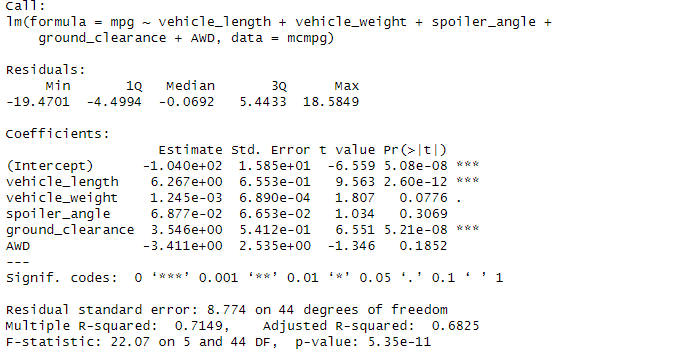 Call:
lm(formula = mpg ~ vehicle_length + vehicle_weight + spoiler_angle +
    ground_clearance + AWD, data = mcmpg)

Residuals:
     Min       1Q   Median       3Q      Max
-19.4701  -4.4994  -0.0692   5.4433  18.5849

Coefficients:
                   Estimate Std. Error t value Pr(>|t|)
(Intercept)      -1.040e+02  1.585e+01  -6.559 5.08e-08 ***
vehicle_length    6.267e+00  6.553e-01   9.563 2.60e-12 ***
vehicle_weight    1.245e-03  6.890e-04   1.807   0.0776 .
spoiler_angle     6.877e-02  6.653e-02   1.034   0.3069
ground_clearance  3.546e+00  5.412e-01   6.551 5.21e-08 ***
AWD              -3.411e+00  2.535e+00  -1.346   0.1852
---
Signif. codes:  0 ‘***’ 0.001 ‘**’ 0.01 ‘*’ 0.05 ‘.’ 0.1 ‘ ’ 1

Residual standard error: 8.774 on 44 degrees of freedom
Multiple R-squared:  0.7149,    Adjusted R-squared:  0.6825
F-statistic: 22.07 on 5 and 44 DF,  p-value: 5.35e-11